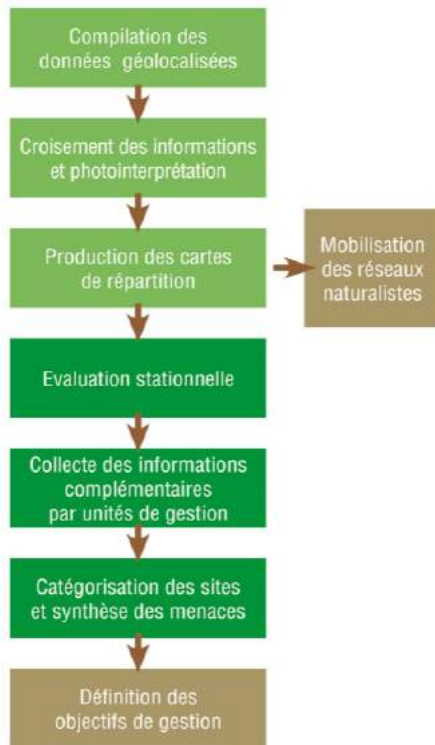 Compilation des
données géolocalisées
Croisement des informations
et photointerprétation
Production des cartes
de répartition
Mobilisation
des réseaux
naturalistes
Evaluation stationnelle
Collecte des informations
complémentaires
par unités de gestion
Catégorisation des sites
et synthèse des menaces
Définition des
objectifs de gestion